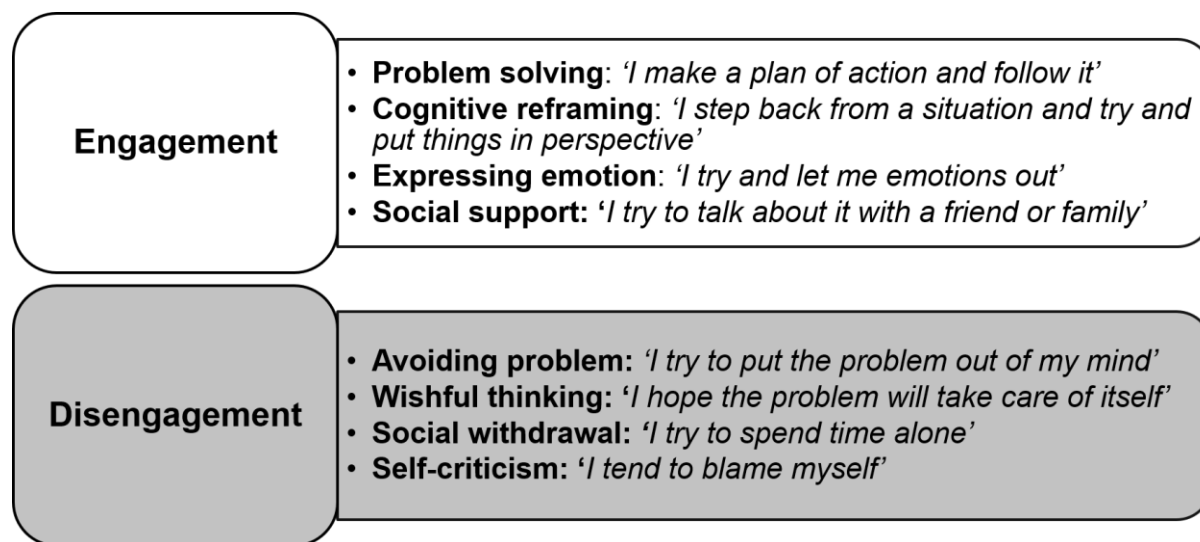 Engagement
• Problem solving: ‘I make a plan of action and follow it’
• Cognitive reframing: ‘I step back from a situation and try and
put things in perspective’
• Expressing emotion: ‘I try and let me emotions out’
• Social support: ‘I try to talk about it with a friend or family’
Disengagement
• Avoiding problem: ‘I try to put the problem out of my mind’
• Wishful thinking: ‘I hope the problem will take care of itself’
• Social withdrawal: ‘I try to spend time alone’
• Self-criticism: ‘I tend to blame myself’